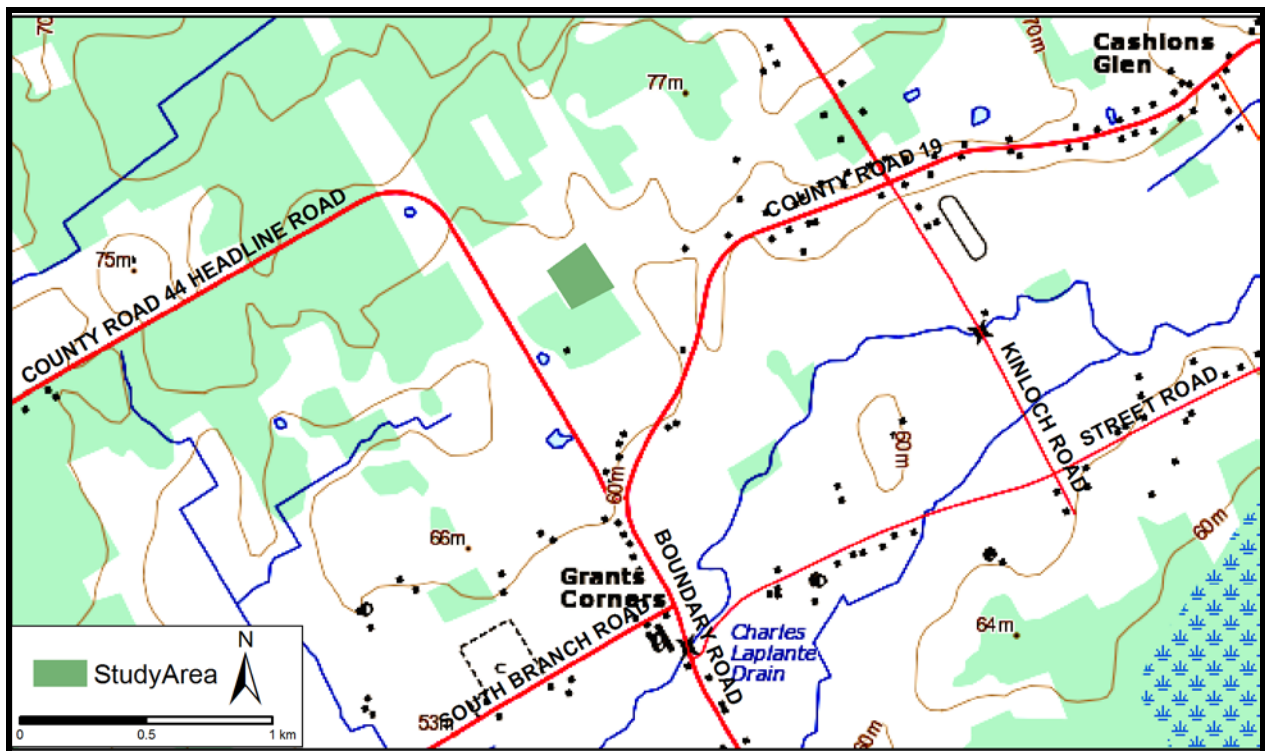 70
70m
Cashions
Glen
77m
COUNTY ROAD 19
COUNTY ROAD 44 HEADLINE ROAD
75m
KINLOCH ROAD
STREET ROAD
60m
60m
60m
66m
BOUNDARY ROAD
Grants
Corners
SOUTH BRANCH ROAD
C
Charles
Laplante
Drain
64m
53m
60m
StudyArea
N
0 0.5 1 km